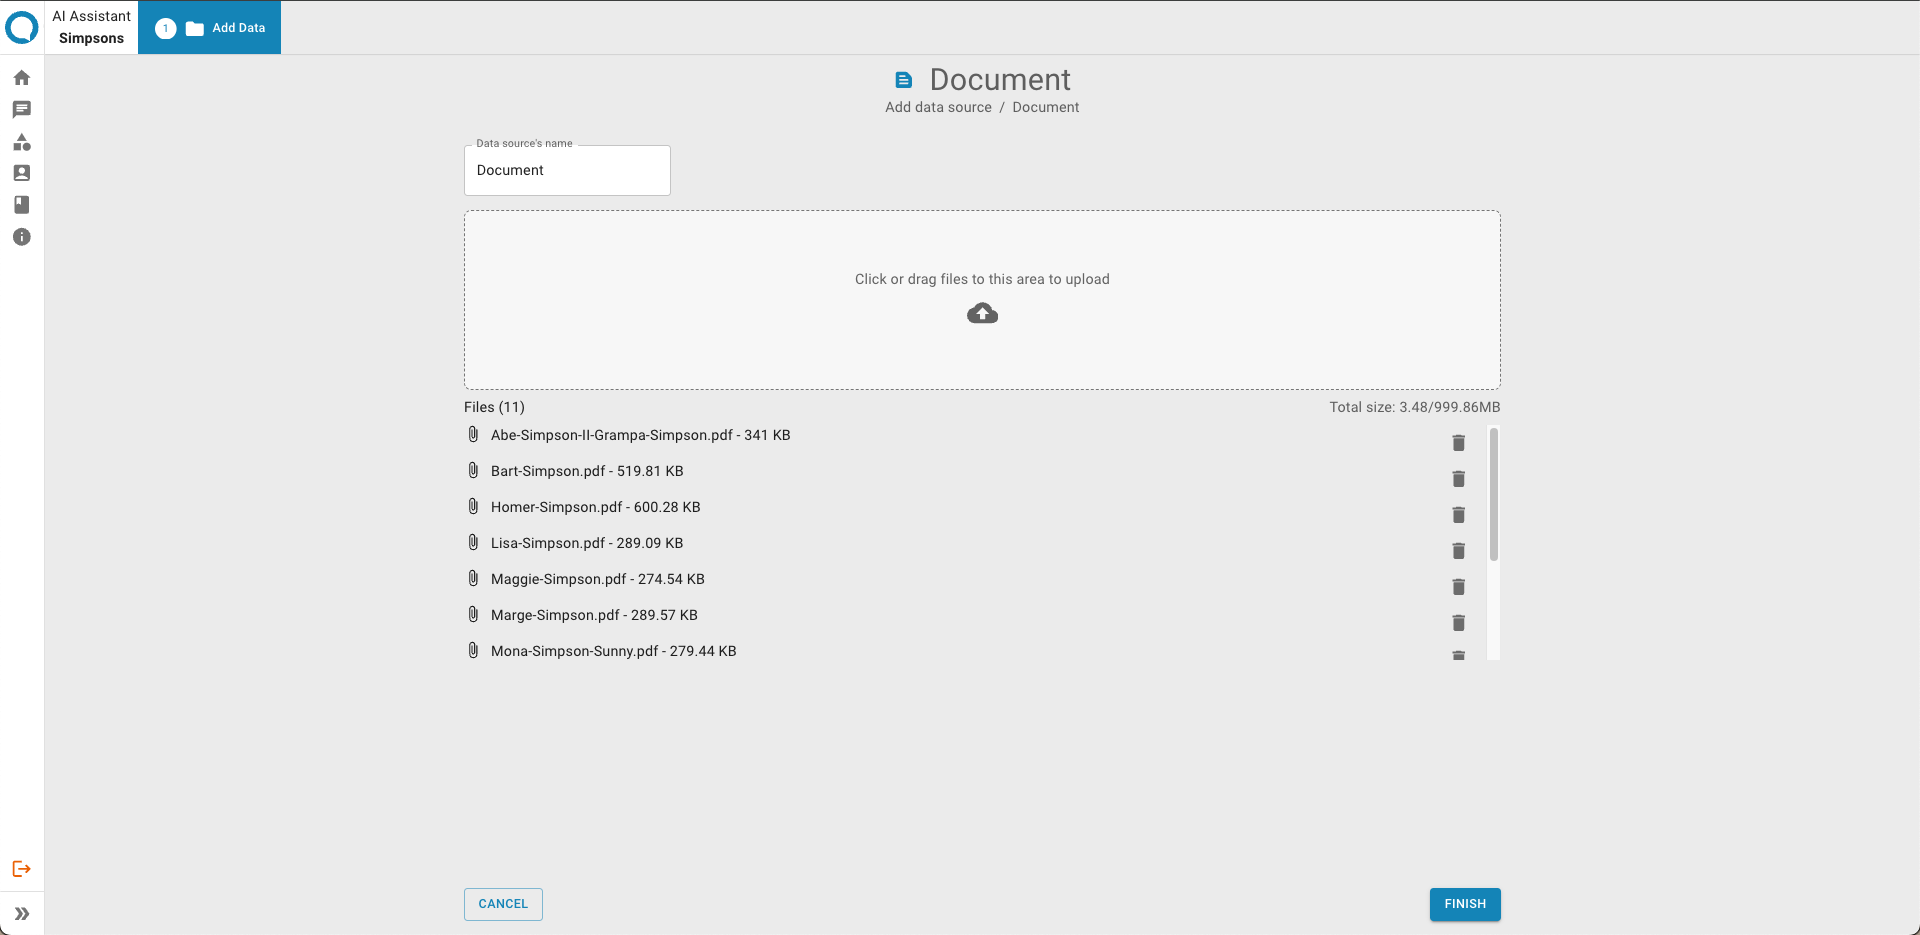 AI Assistant
Simpsons
1 Add Data
Document
Add data source / Document
Data source's name
Document
Click or drag files to this area to upload
Files (11)
Total size: 3.48/999.86MB
Abe-Simpson-II-Grampa-Simpson.pdf - 341 KB
Bart-Simpson.pdf - 519.81 KB
Homer-Simpson.pdf - 600.28 KB
Lisa-Simpson.pdf - 289.09 KB
Maggie-Simpson.pdf - 274.54 KB
Marge-Simpson.pdf - 289.57 KB
Mona-Simpson-Sunny.pdf - 279.44 KB
CANCEL
FINISH